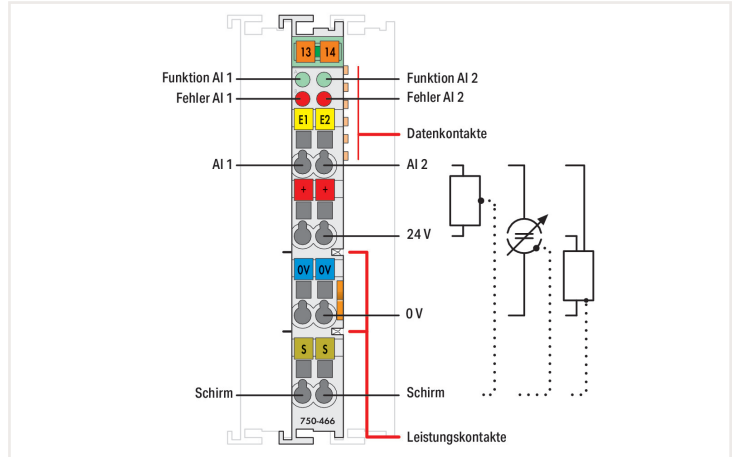 13 14
Funktion AI 1
Funktion AI 2
Fehler AI 1
Fehler AI 2
E1 E2
Datenkontakte
AI 1
AI 2
+ +
24 V
0V 0V
0 V
S S
Schirm
Schirm
750-466
Leistungskontakte